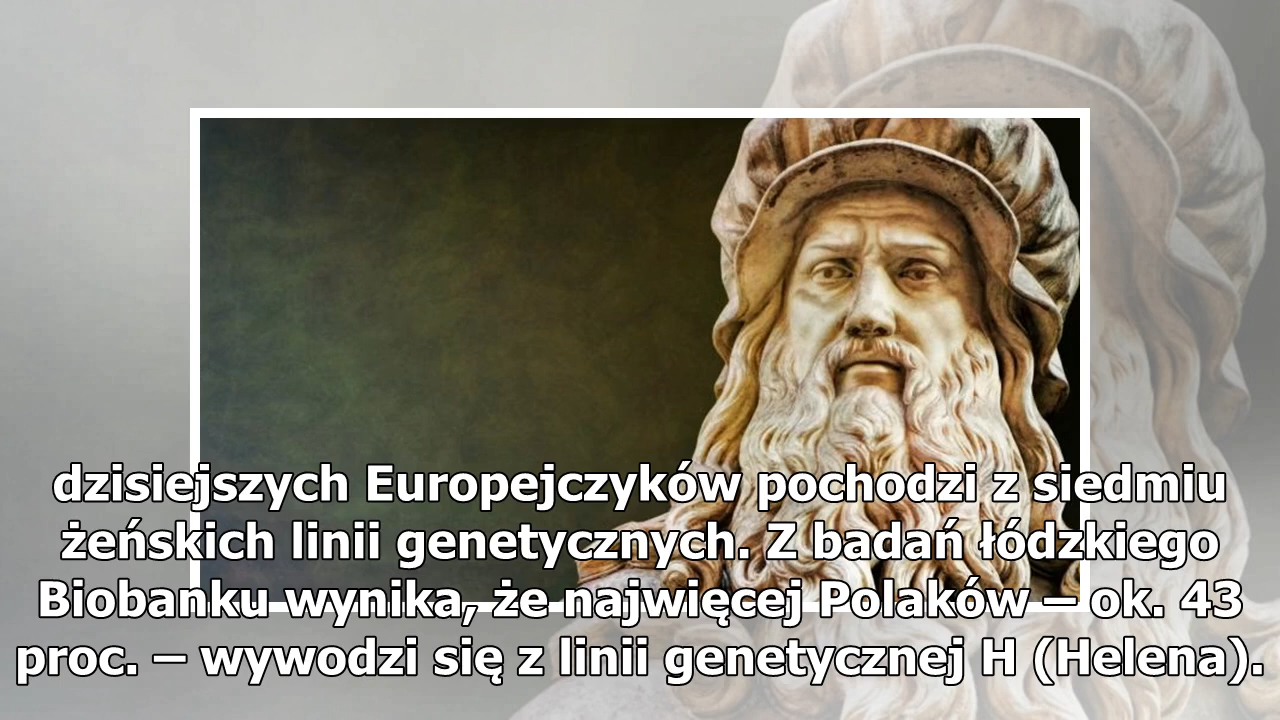 dzisiejszych Europejczyków pochodzi z siedmiu
żeńskich linii genetycznych. Z badań łódzkiego
Biobanku wynika, że najwięcej Polaków – ok. 43
proc. – wywodzi się z linii genetycznej H (Helena).